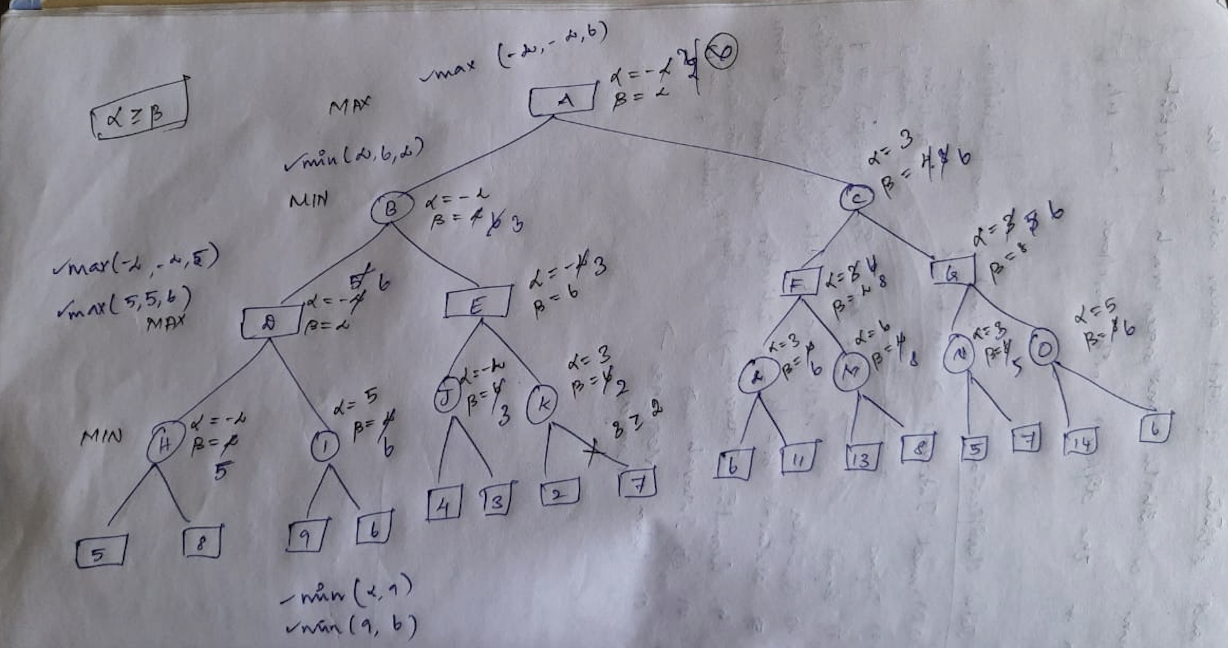 max (-∞, -∞, 6)
α = -∞
β = ∞
A
MAX
α ≥ β
min(∞, 6, ∞)
MIN
B
α = -∞
β = 3
α = 3
β = 6
C
max(-∞, -∞, 5)
max(5, 5, 6)
MAX
5 6
α = -∞
β = ∞
D
E
α = 3
β = 6
F
G
α = 3 5 6
β = 8
MIN
H
α = -∞
β =
5
I
α = 5
β =
6
J
α = -∞
β =
3
K
α = 3
β = 2
3 ≥ 2
L
α = 3
β = 6
M
α = 6
β = 8
N
α = 3
β = 5
O
α = 5
β = 6
5 8 9 6 4 3 2 7 6 11 13 8 5 7 14 6
min(∞, 9)
min(9, 6)